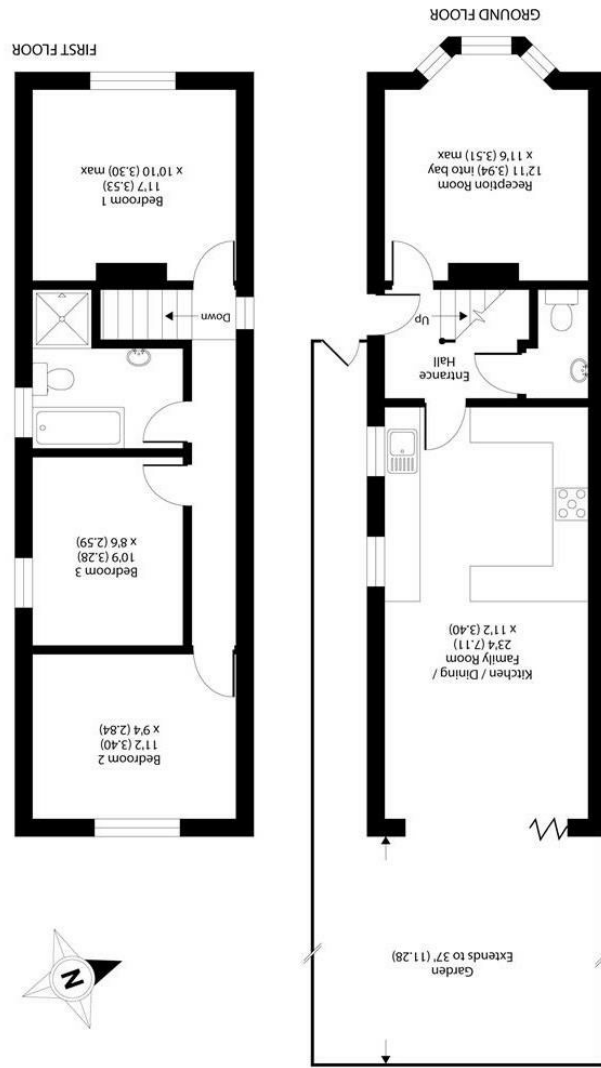 Garden
Extends to 37' (11.28)
Kitchen / Dining /
Family Room
23'4 (7.11)
x 11'2 (3.40)
Entrance
Hall
Up
Reception Room
12'11 (3.94) into bay
x 11'6 (3.51) max
GROUND FLOOR
N
Bedroom 2
11'2 (3.40)
x 9'4 (2.84)
Bedroom 3
10'9 (3.28)
x 8'6 (2.59)
Down
Bedroom 1
11'7 (3.53)
x 10'10 (3.30) max
FIRST FLOOR